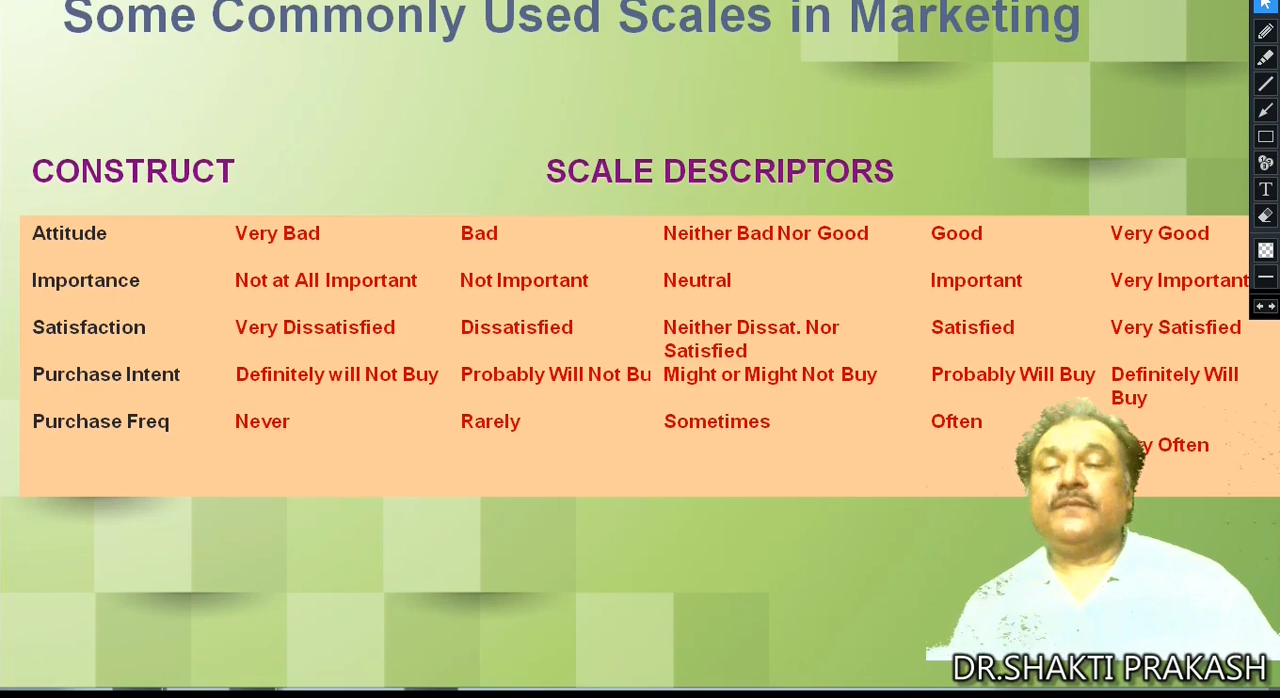 Some Commonly Used Scales in Marketing
CONSTRUCT SCALE DESCRIPTORS
Attitude Very Bad Bad Neither Bad Nor Good Good Very Good
Importance Not at All Important Not Important Neutral Important Very Important
Satisfaction Very Dissatisfied Dissatisfied Neither Dissat. Nor Satisfied Very Satisfied
Satisfied
Purchase Intent Definitely will Not Buy Probably Will Not Bu Might or Might Not Buy Probably Will Buy Definitely Will
Buy
Purchase Freq Never Rarely Sometimes Often
Often
T
DR.SHAKTI PRAKASH